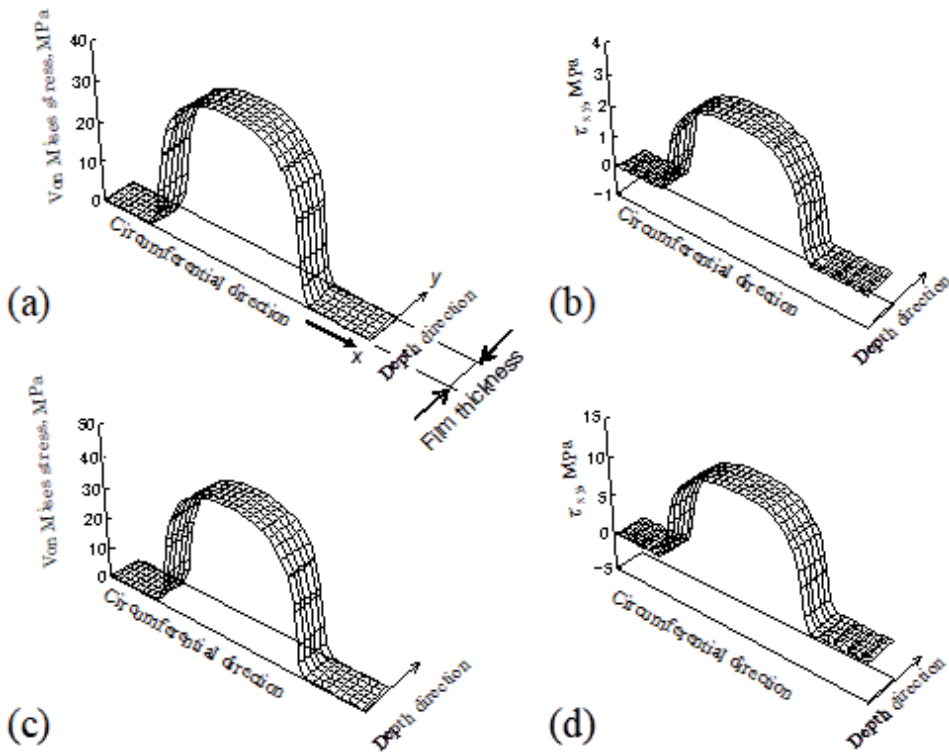 Von Mises stress, MPa
40
30
20
10
0
Circumferential direction
x
y
Depth direction
Film thickness
(a)
τxy, Mpa
4
3
2
1
0
−1
Circumferential direction
Depth direction
(b)
Von Mises stress, MPa
50
40
30
20
10
0
Circumferential direction
Depth direction
(c)
τxy, MPa
15
10
5
0
−5
Circumferential direction
Depth direction
(d)